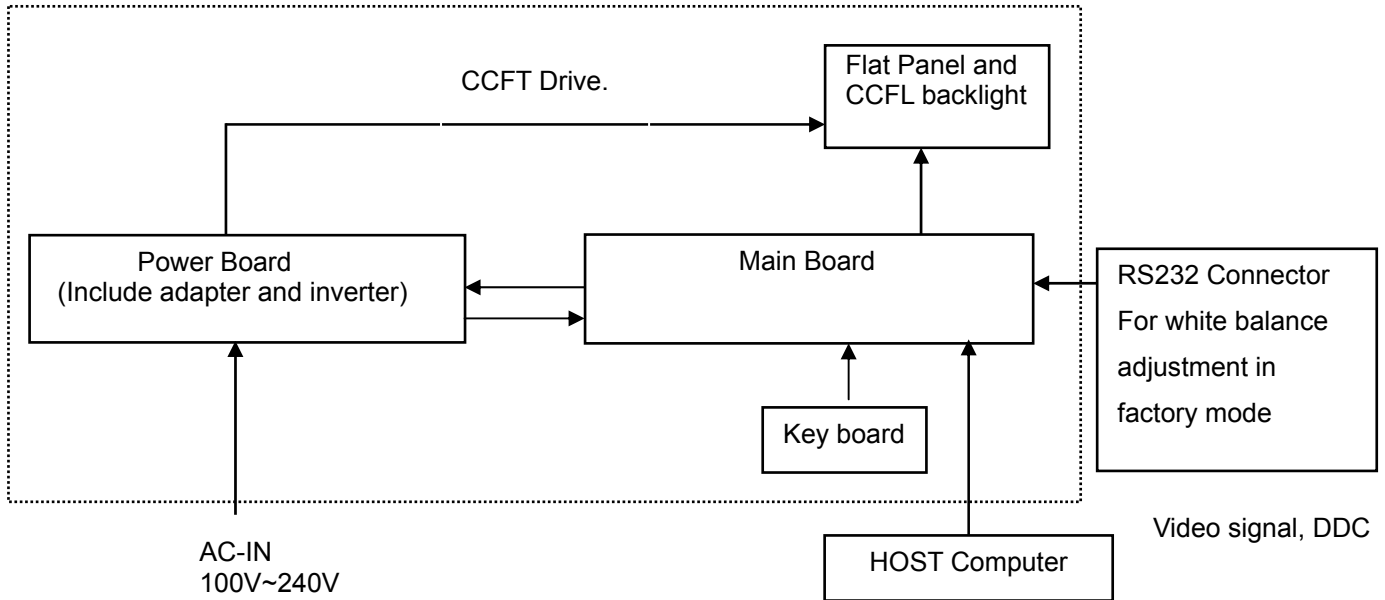 CCFT Drive.
Flat Panel and
CCFL backlight
Power Board
(Include adapter and inverter)
Main Board
RS232 Connector
For white balance
adjustment in
factory mode
Key board
Video signal, DDC
AC-IN
100V~240V
HOST Computer